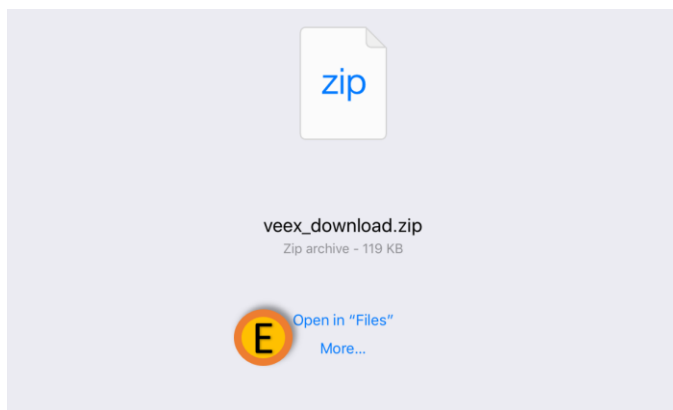 zip
veex_download.zip
Zip archive - 119 KB
Open in “Files”
E
More...